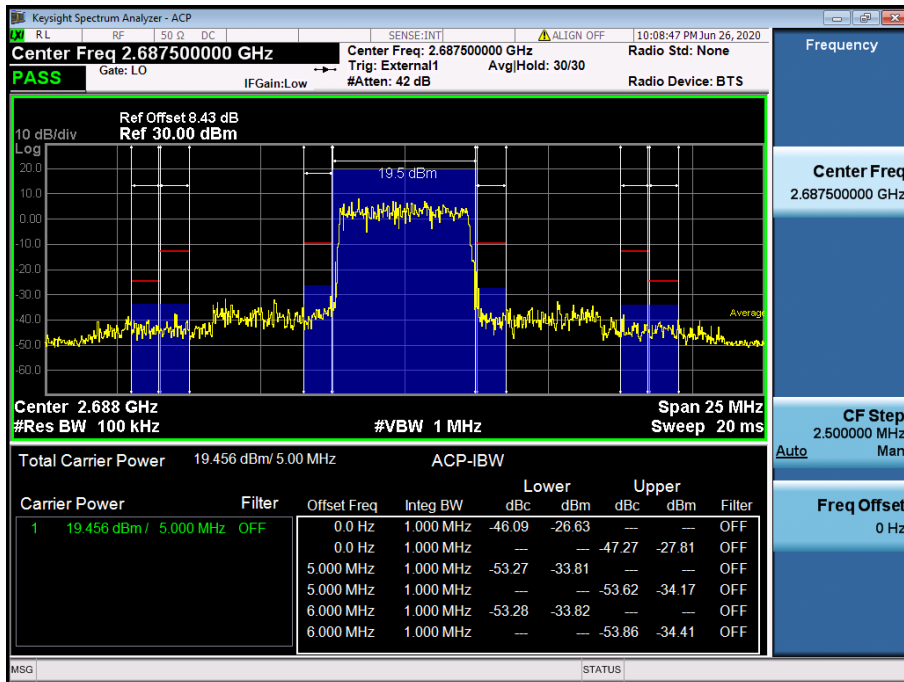 Keysight Spectrum Analyzer - ACP
LXI RL RF 50 Ω DC SENSE:INT ALIGN OFF 10:08:47 PM Jun 26, 2020
Center Freq 2.687500000 GHz
PASS
Gate: LO
IFGain:Low
Center Freq: 2.687500000 GHz
Trig: External1 Avg|Hold: 30/30
#Atten: 42 dB
Radio Std: None
Radio Device: BTS
Ref Offset 8.43 dB
10 dB/div Ref 30.00 dBm
Log
20.0
10.0
0.00
-10.0
-20.0
-30.0
-40.0
-50.0
-60.0
19.5 dBm
Average
Center 2.688 GHz Span 25 MHz
#Res BW 100 kHz #VBW 1 MHz Sweep 20 ms
Total Carrier Power 19.456 dBm/ 5.00 MHz ACP-IBW
Carrier Power Filter
1 19.456 dBm / 5.000 MHz OFF
Lower Upper
Offset Freq Integ BW dBc dBm dBc dBm Filter
0.0 Hz 1.000 MHz -46.09 -26.63 --- --- OFF
0.0 Hz 1.000 MHz --- --- -47.27 -27.81 OFF
5.000 MHz 1.000 MHz -53.27 -33.81 --- --- OFF
5.000 MHz 1.000 MHz --- --- -53.62 -34.17 OFF
6.000 MHz 1.000 MHz -53.28 -33.82 --- --- OFF
6.000 MHz 1.000 MHz --- --- -53.86 -34.41 OFF
MSG STATUS
Frequency
Center Freq
2.687500000 GHz
CF Step
2.500000 MHz
Auto Man
Freq Offset
0 Hz